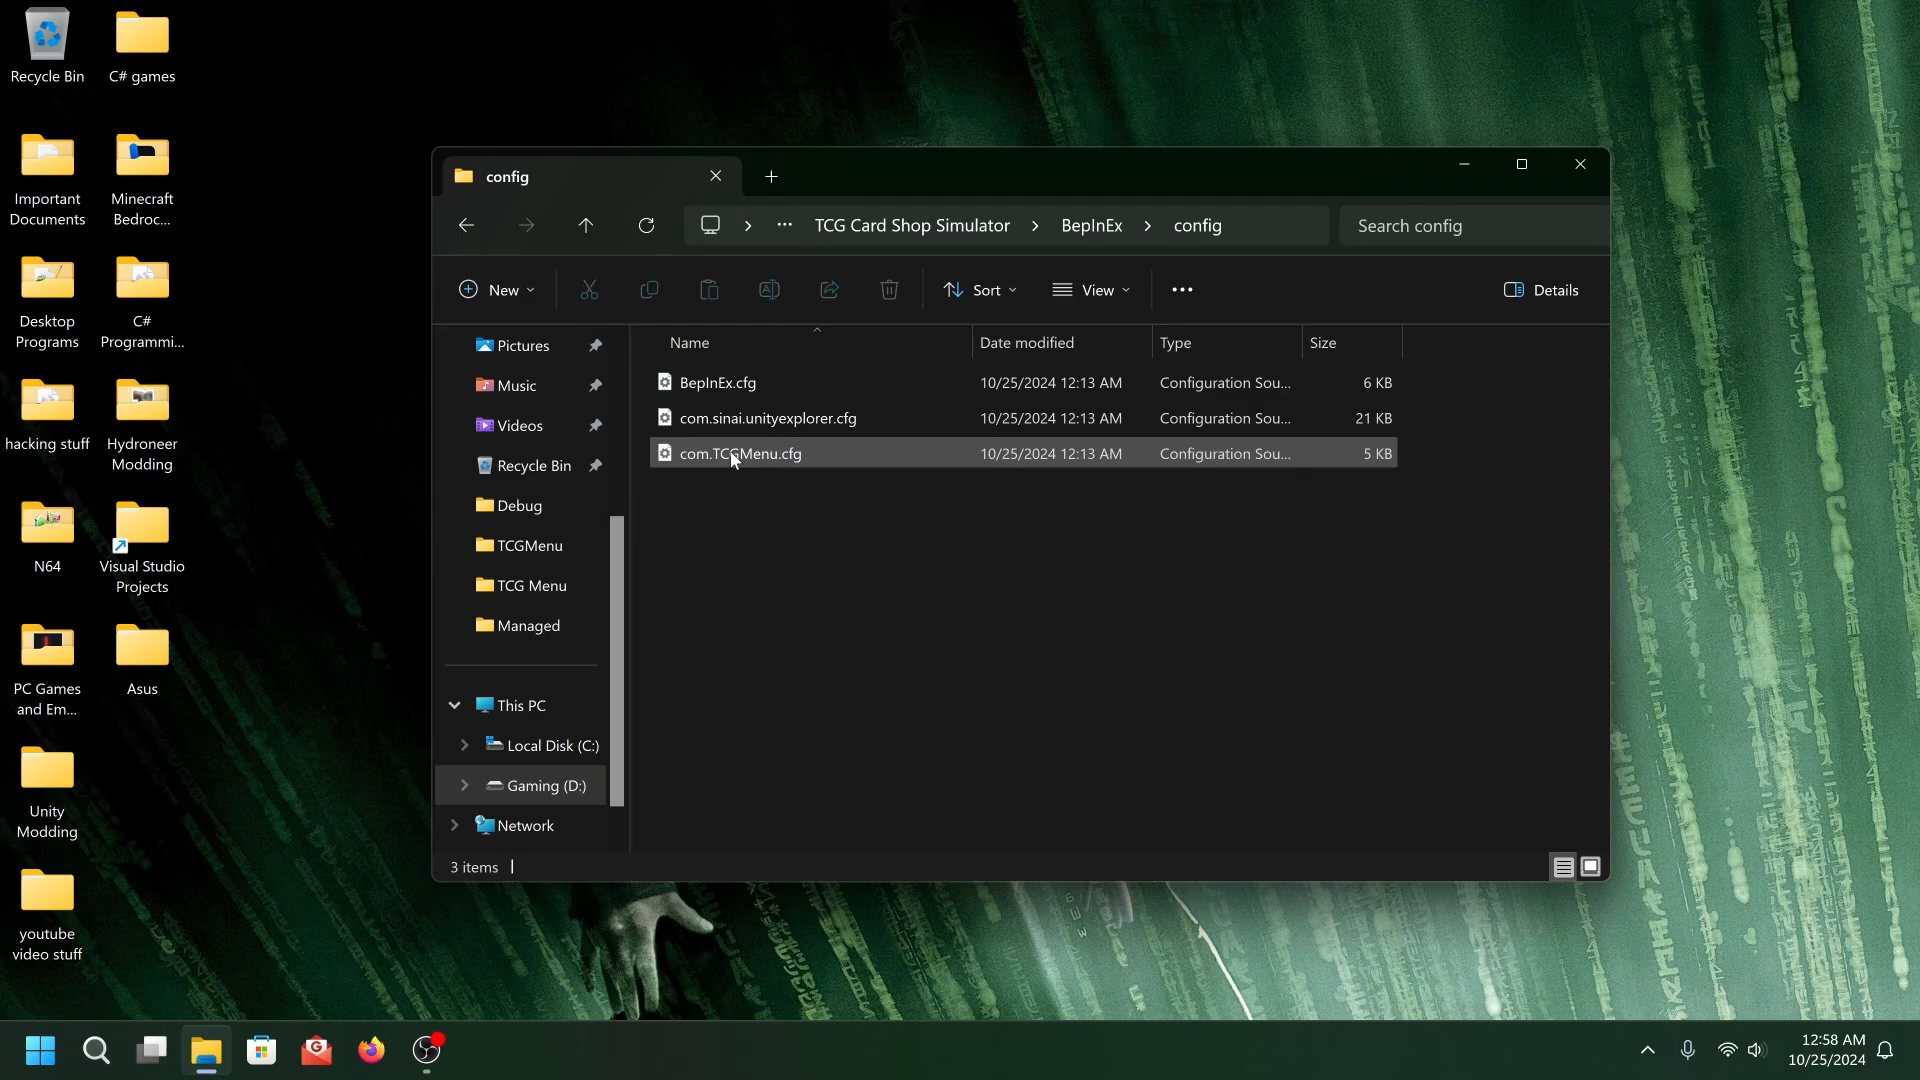 Recycle Bin
C# games
Important
Documents
Minecraft
Bedroc...
Desktop
Programs
C#
Programmi...
hacking stuff
Hydroneer
Modding
N64
Visual Studio
Projects
PC Games
and Em...
Asus
Unity
Modding
youtube
video stuff
config
TCG Card Shop Simulator
BepInEx
config
Search config
New
Sort
View
Details
Pictures
Music
Videos
Recycle Bin
Debug
TCGMenu
TCG Menu
Managed
This PC
Local Disk (C:)
Gaming (D:)
Network
Name Date modified Type Size
BepInEx.cfg 10/25/2024 12:13 AM Configuration Sou... 6 KB
com.sinai.unityexplorer.cfg 10/25/2024 12:13 AM Configuration Sou... 21 KB
com.TCGMenu.cfg 10/25/2024 12:13 AM Configuration Sou... 5 KB
3 items
12:58 AM
10/25/2024